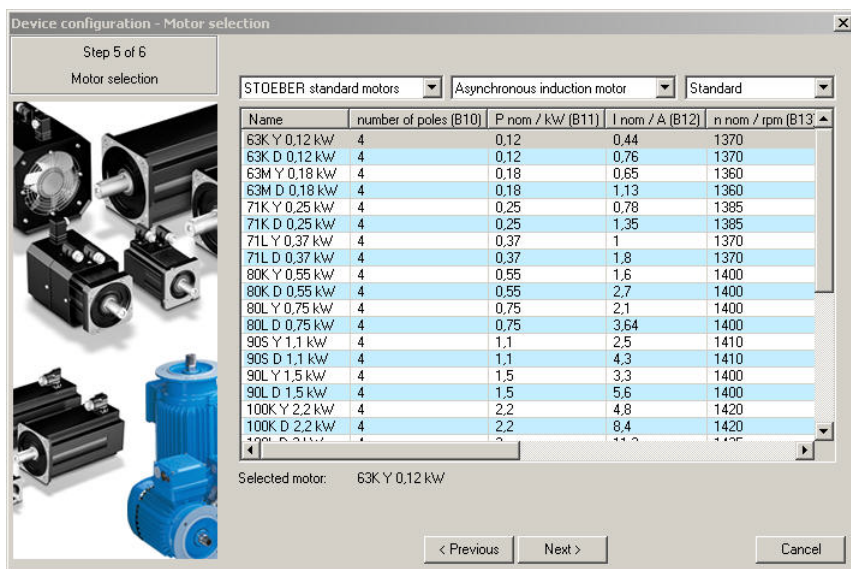 Device configuration - Motor selection
Step 5 of 6
Motor selection
STOEBER standard motors Asynchronous induction motor Standard
Name number of poles (B10) P nom / kW (B11) I nom / A (B12) n nom / rpm (B13
63K Y 0,12 kW 4 0,12 0,44 1370
63K D 0,12 kW 4 0,12 0,76 1370
63M Y 0,18 kW 4 0,18 0,65 1360
63M D 0,18 kW 4 0,18 1,13 1360
71K Y 0,25 kW 4 0,25 0,78 1385
71K D 0,25 kW 4 0,25 1,35 1385
71L Y 0,37 kW 4 0,37 1 1370
71L D 0,37 kW 4 0,37 1,8 1370
80K Y 0,55 kW 4 0,55 1,6 1400
80K D 0,55 kW 4 0,55 2,7 1400
80L Y 0,75 kW 4 0,75 2,1 1400
80L D 0,75 kW 4 0,75 3,64 1400
90S Y 1,1 kW 4 1,1 2,5 1410
90S D 1,1 kW 4 1,1 4,3 1410
90L Y 1,5 kW 4 1,5 3,3 1400
90L D 1,5 kW 4 1,5 5,6 1400
100K Y 2,2 kW 4 2,2 4,8 1420
100K D 2,2 kW 4 2,2 8,4 1420
Selected motor: 63K Y 0,12 kW
< Previous Next > Cancel